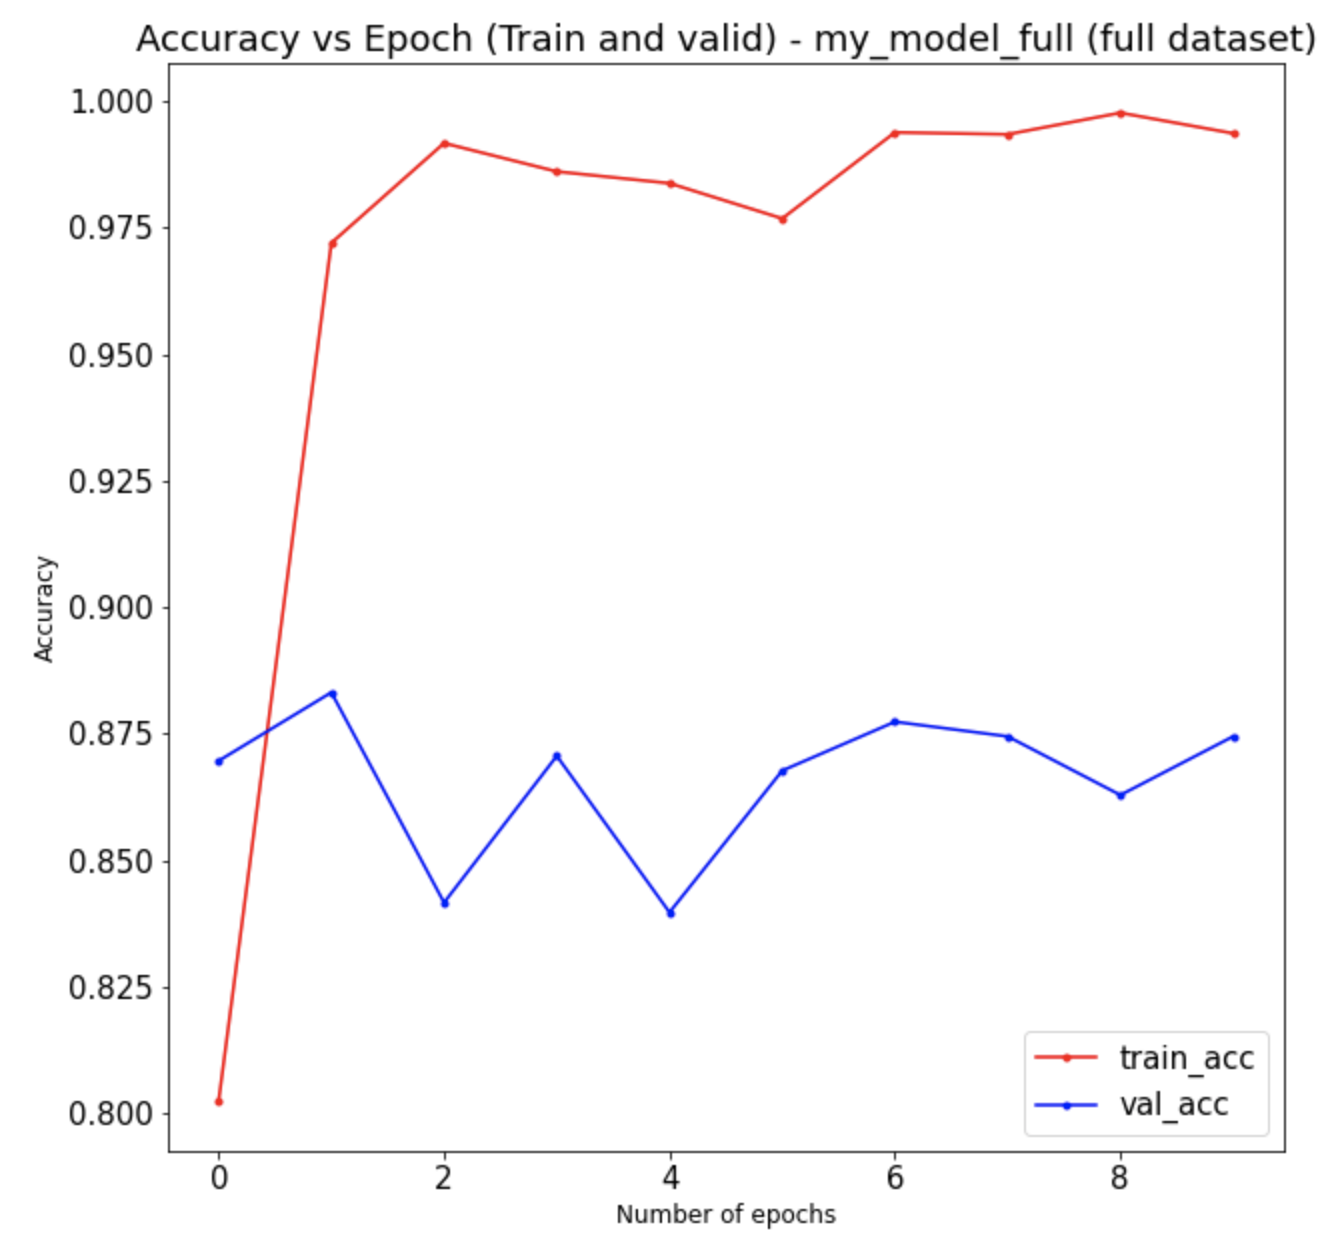 Accuracy vs Epoch (Train and valid) - my_model_full (full dataset)
1.000
0.975
0.950
0.925
0.900
0.875
0.850
0.825
0.800
Accuracy
0 2 4 6 8
Number of epochs
train_acc
val_acc